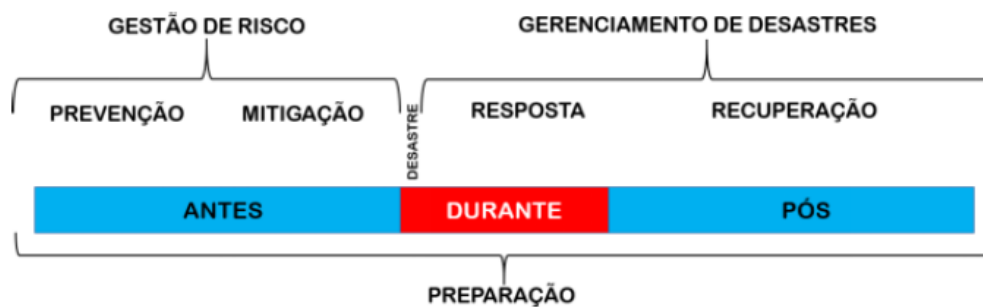 GESTÃO DE RISCO
GERENCIAMENTO DE DESASTRES
PREVENÇÃO
MITIGAÇÃO
DESASTRE
RESPOSTA
RECUPERAÇÃO
ANTES
DURANTE
PÓS
PREPARAÇÃO